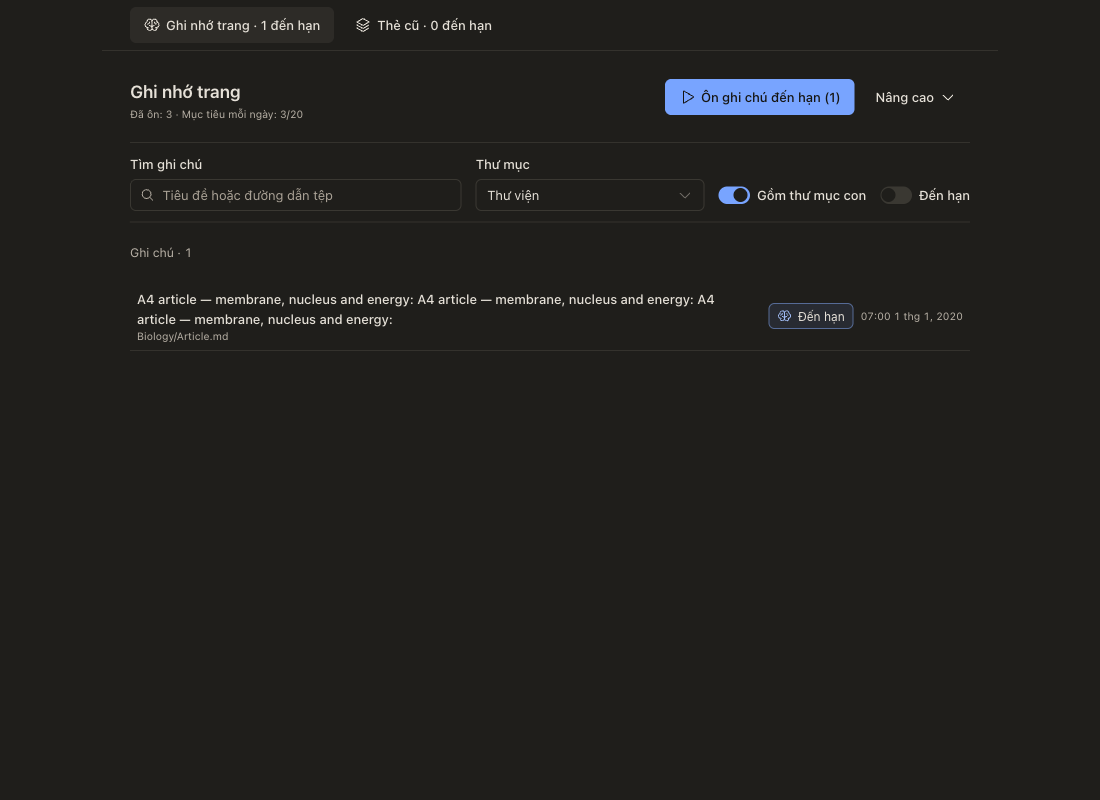 Ghi nhớ trang · 1 đến hạn
Thẻ cũ · 0 đến hạn
Ghi nhớ trang
Đã ôn: 3 · Mục tiêu mỗi ngày: 3/20
Ôn ghi chú đến hạn (1)
Nâng cao
Tìm ghi chú
Thư mục
Tiêu đề hoặc đường dẫn tệp
Thư viện
Gồm thư mục con
Đến hạn
Ghi chú · 1
A4 article — membrane, nucleus and energy: A4 article — membrane, nucleus and energy: A4
article — membrane, nucleus and energy:
Biology/Article.md
Đến hạn
07:00 1 thg 1, 2020